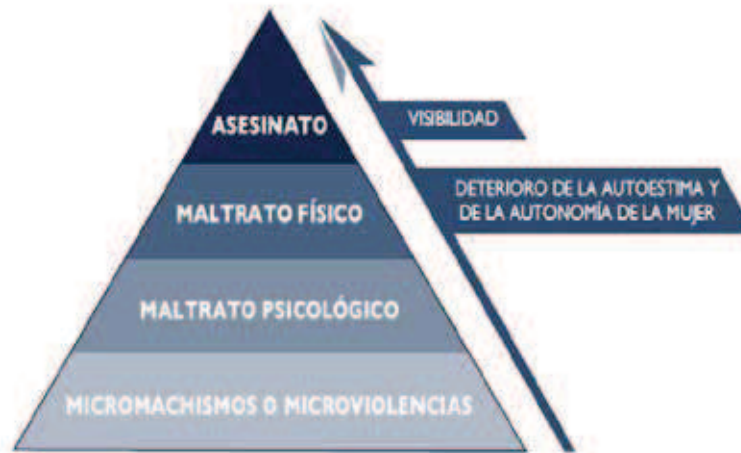 ASESINATO
VISIBILIDAD
DETERIORO DE LA AUTOESTIMA Y
DE LA AUTONOMÍA DE LA MUJER
MALTRATO FÍSICO
MALTRATO PSICOLÓGICO
MICROMACHISMOS O MICROVIOLENCIAS